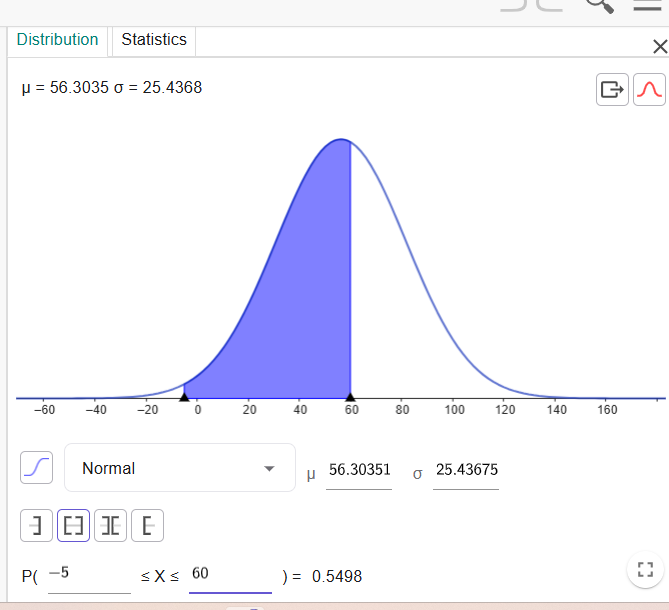 Distribution Statistics
μ = 56.3035 σ = 25.4368
−60 −40 −20 0 20 40 60 80 100 120 140 160
Normal μ 56.30351 σ 25.43675
P( −5 ≤ X ≤ 60 ) = 0.5498